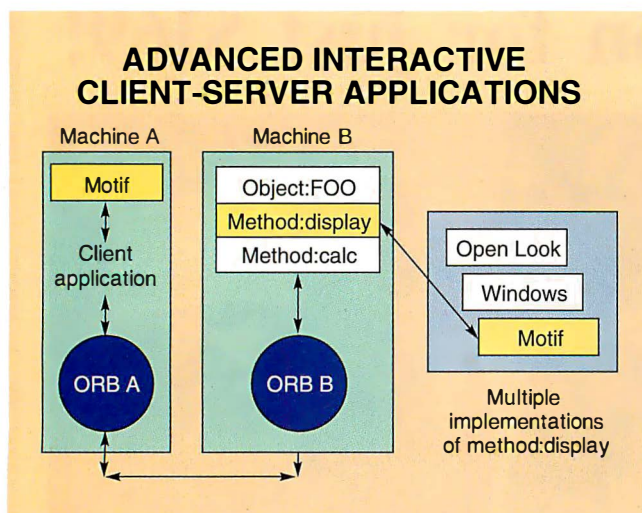 ADVANCED INTERACTIVE
CLIENT-SERVER APPLICATIONS
Machine A
Motif
Client
application
ORB A
Machine B
Object:FOO
Method:display
Method:calc
ORB B
Open Look
Windows
Motif
Multiple
implementations
of method:display